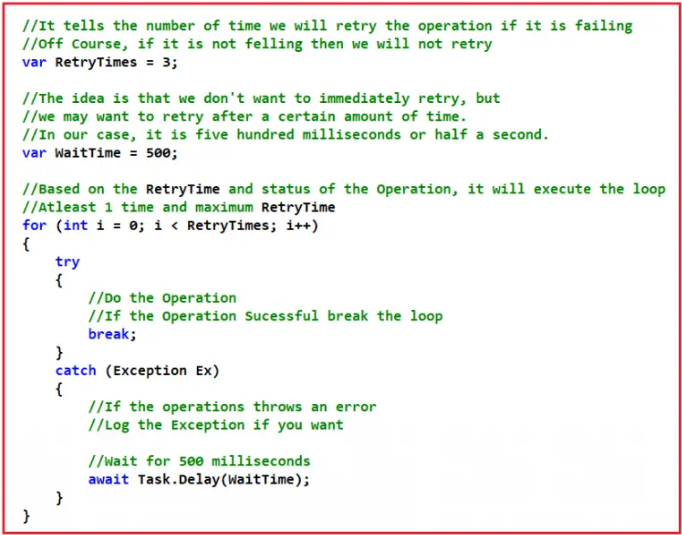 //It tells the number of time we will retry the operation if it is failing
//Off Course, if it is not felling then we will not retry
var RetryTimes = 3;
//The idea is that we don't want to immediately retry, but
//we may want to retry after a certain amount of time.
//In our case, it is five hundred milliseconds or half a second.
var WaitTime = 500;
//Based on the RetryTime and status of the Operation, it will execute the loop
//Atleast 1 time and maximum RetryTime
for (int i = 0; i < RetryTimes; i++)
{
    try
    {
        //Do the Operation
        //If the Operation Sucessful break the loop
        break;
    }
    catch (Exception Ex)
    {
        //If the operations throws an error
        //Log the Exception if you want
        //Wait for 500 milliseconds
        await Task.Delay(WaitTime);
    }
}